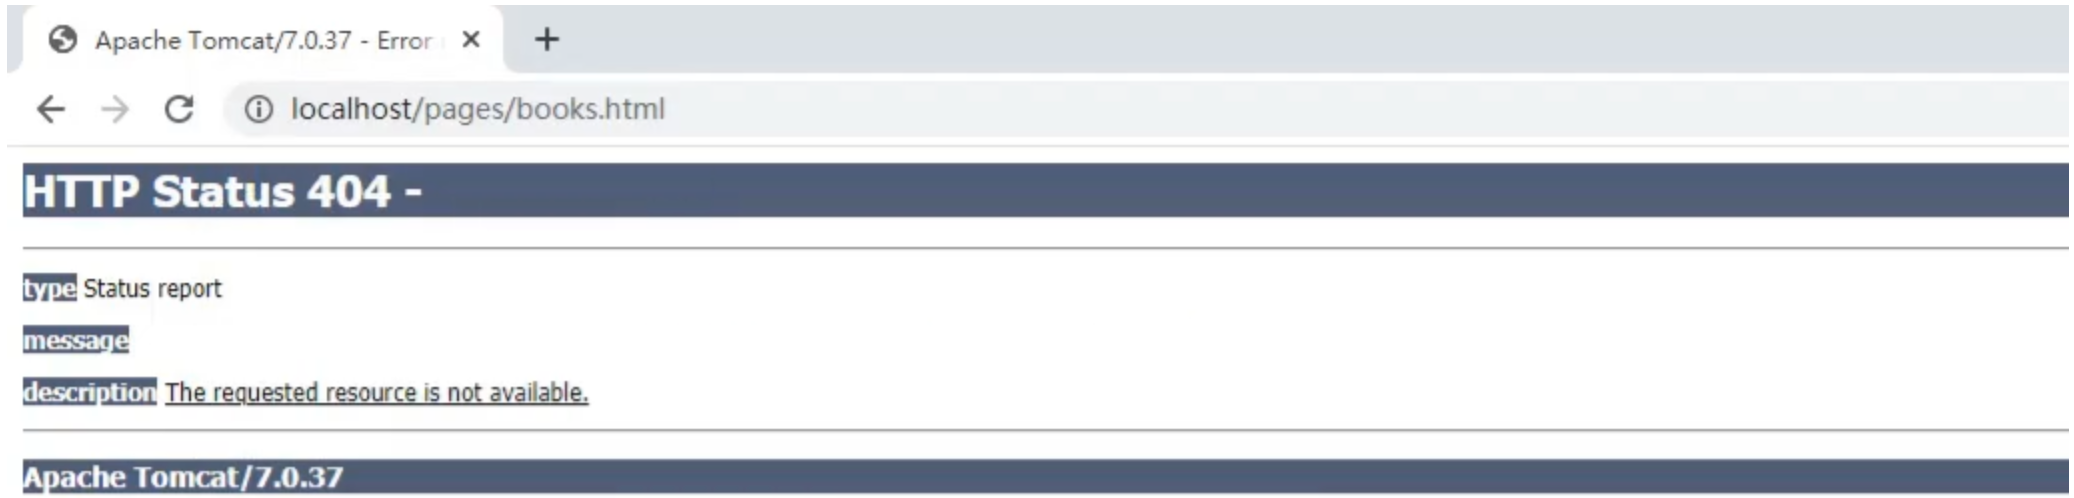 Apache Tomcat/7.0.37 - Error
localhost/pages/books.html
HTTP Status 404 -
type Status report
message
description The requested resource is not available.
Apache Tomcat/7.0.37